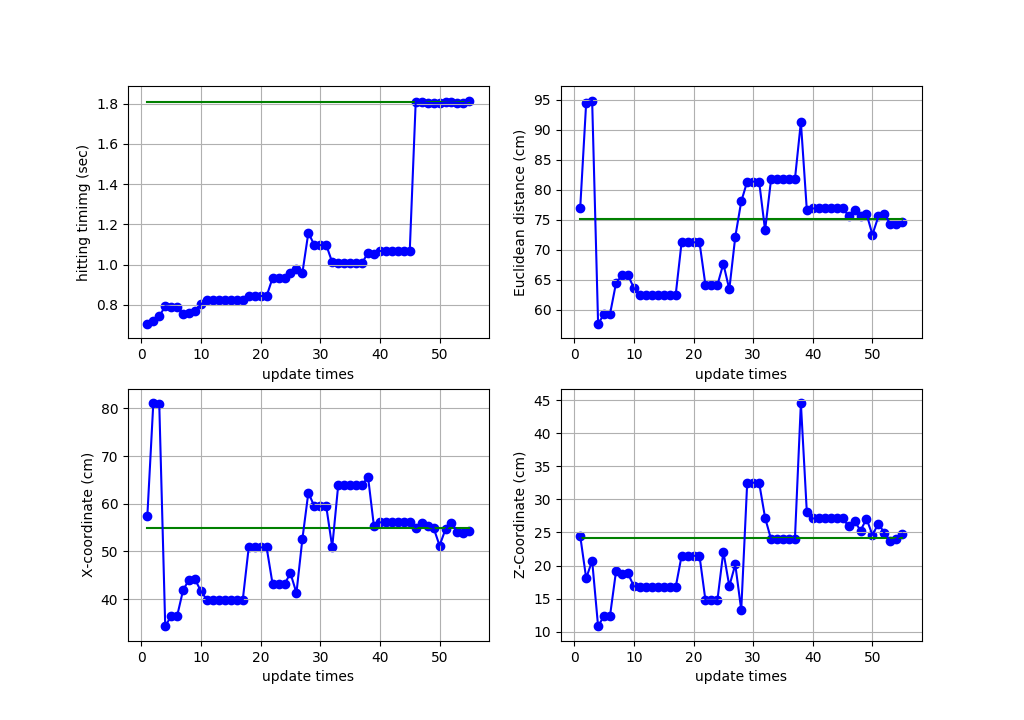 1.8
1.6
1.4
1.2
1.0
0.8
hitting timimg (sec)
0 10 20 30 40 50
update times
95
90
85
80
75
70
65
60
Euclidean distance (cm)
0 10 20 30 40 50
update times
80
70
60
50
40
X-coordinate (cm)
0 10 20 30 40 50
update times
45
40
35
30
25
20
15
10
Z-Coordinate (cm)
0 10 20 30 40 50
update times